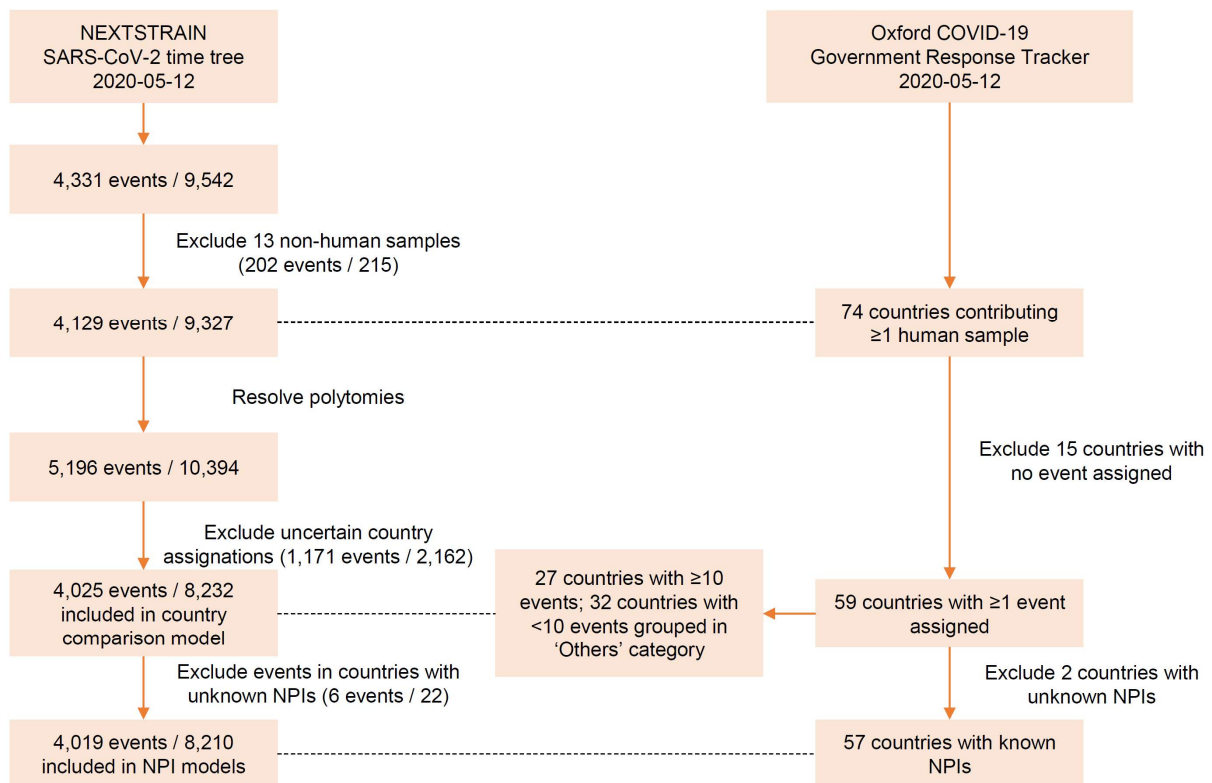 NEXTSTRAIN
SARS-CoV-2 time tree
2020-05-12
Oxford COVID-19
Government Response Tracker
2020-05-12
4,331 events / 9,542
Exclude 13 non-human samples
(202 events / 215)
4,129 events / 9,327
74 countries contributing
≥1 human sample
Resolve polytomies
Exclude 15 countries with
no event assigned
5,196 events / 10,394
Exclude uncertain country
assignations (1,171 events / 2,162)
4,025 events / 8,232
included in country
comparison model
27 countries with ≥10
events; 32 countries with
<10 events grouped in
‘Others’ category
59 countries with ≥1 event
assigned
Exclude events in countries with
unknown NPIs (6 events / 22)
Exclude 2 countries with
unknown NPIs
4,019 events / 8,210
included in NPI models
57 countries with known
NPIs